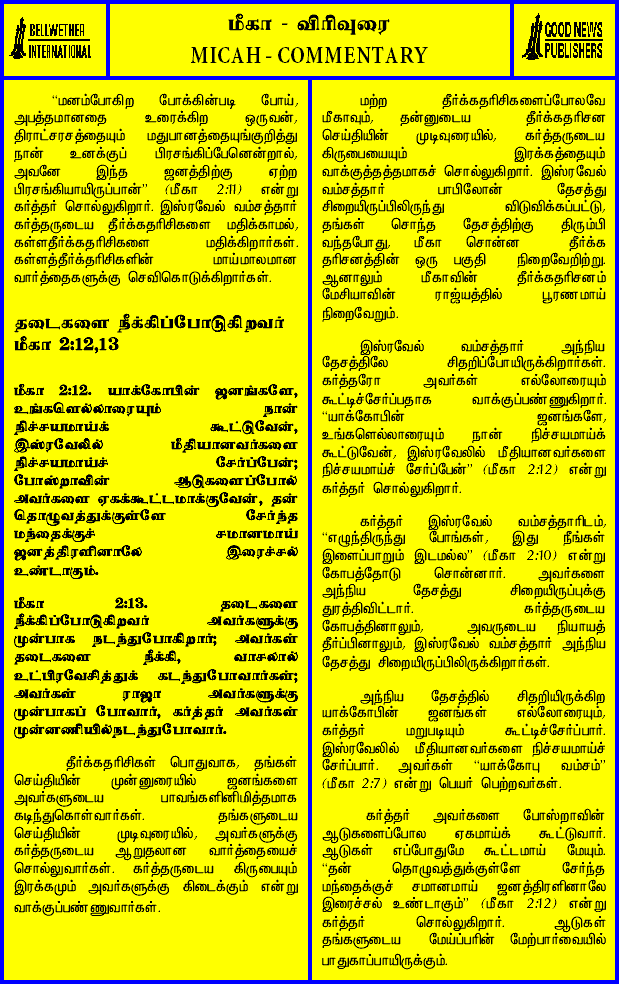 BELLWETHER
INTERNATIONAL
மீகா - விரிவுரை
MICAH - COMMENTARY
GOOD NEWS
PUBLISHERS
“மனம்போகிற போக்கின்படி போய்,
அபத்தமானதை உரைக்கிற ஒருவன்,
திராட்சரசத்தையும் மதுபானத்தையுங்குறித்து
நான் உனக்குப் பிரசங்கிப்பேனென்றால்,
அவனே இந்த ஜனத்திற்கு ஏற்ற
பிரசங்கியாயிருப்பான்” (மீகா 2:11) என்று
கர்த்தர் சொல்லுகிறார். இஸ்ரவேல் வம்சத்தார்
கர்த்தருடைய தீர்க்கதரிசிகளை மதிக்காமல்,
கள்ளதீர்க்கதரிசிகளை மதிக்கிறார்கள்.
கள்ளத்தீர்க்கதரிசிகளின் மாய்மாலமான
வார்த்தைகளுக்கு செவிகொடுக்கிறார்கள்.
தடைகளை நீக்கிப்போடுகிறவர்
மீகா 2:12,13
மீகா 2:12. யாக்கோபின் ஜனங்களே,
உங்களெல்லாரையும் நான்
நிச்சயமாய்க் கூட்டுவேன்,
இஸ்ரவேலில் மீதியானவர்களை
நிச்சயமாய்ச் சேர்ப்பேன்;
போஸ்றாவின் ஆடுகளைப்போல்
அவர்களை ஏகக்கூட்டமாக்குவேன், தன்
தொழுவத்துக்குள்ளே சேர்ந்த
மந்தைக்குச் சமானமாய்
ஜனத்திரளினாலே இரைச்சல்
உண்டாகும்.
மீகா 2:13. தடைகளை
நீக்கிப்போடுகிறவர் அவர்களுக்கு
முன்பாக நடந்துபோகிறார்; அவர்கள்
தடைகளை நீக்கி, வாசலால்
உட்பிரவேசித்துக் கடந்துபோவார்கள்;
அவர்கள் ராஜா அவர்களுக்கு
முன்பாகப் போவார், கர்த்தர் அவர்கள்
முன்னணியில்நடந்துபோவார்.
தீர்க்கதரிசிகள் பொதுவாக, தங்கள்
செய்தியின் முன்னுரையில் ஜனங்களை
அவர்களுடைய பாவங்களினிமித்தமாக
கடிந்துகொள்வார்கள். தங்களுடைய
செய்தியின் முடிவுரையில், அவர்களுக்கு
கர்த்தருடைய ஆறுதலான வார்த்தையைச்
சொல்லுவார்கள். கர்த்தருடைய கிருபையும்
இரக்கமும் அவர்களுக்கு கிடைக்கும் என்று
வாக்குப்பண்ணுவார்கள்.
மற்ற தீர்க்கதரிசிகளைப்போலவே
மீகாவும், தன்னுடைய தீர்க்கதரிசன
செய்தியின் முடிவுரையில், கர்த்தருடைய
கிருபையையும் இரக்கத்தையும்
வாக்குத்தத்தமாகச் சொல்லுகிறார். இஸ்ரவேல்
வம்சத்தார் பாபிலோன் தேசத்து
சிறையிருப்பிலிருந்து விடுவிக்கப்பட்டு,
தங்கள் சொந்த தேசத்திற்கு திரும்பி
வந்தபோது, மீகா சொன்ன தீர்க்க
தரிசனத்தின் ஒரு பகுதி நிறைவேறிற்று.
ஆனாலும் மீகாவின் தீர்க்கதரிசனம்
மேசியாவின் ராஜ்யத்தில் பூரணமாய்
நிறைவேறும்.
இஸ்ரவேல் வம்சத்தார் அந்நிய
தேசத்திலே சிதறிப்போயிருக்கிறார்கள்.
கர்த்தரோ அவர்கள் எல்லோரையும்
கூட்டிச்சேர்ப்பதாக வாக்குப்பண்ணுகிறார்.
“யாக்கோபின் ஜனங்களே,
உங்களெல்லாரையும் நான் நிச்சயமாய்க்
கூட்டுவேன், இஸ்ரவேலில் மீதியானவர்களை
நிச்சயமாய்ச் சேர்ப்பேன்” (மீகா 2:12) என்று
கர்த்தர் சொல்லுகிறார்.
கர்த்தர் இஸ்ரவேல் வம்சத்தாரிடம்,
“எழுந்திருந்து போங்கள், இது நீங்கள்
இளைப்பாறும் இடமல்ல” (மீகா 2:10) என்று
கோபத்தோடு சொன்னார். அவர்களை
அந்நிய தேசத்து சிறையிருப்புக்கு
துரத்திவிட்டார். கர்த்தருடைய
கோபத்தினாலும், அவருடைய நியாயத்
தீர்ப்பினாலும், இஸ்ரவேல் வம்சத்தார் அந்நிய
தேசத்து சிறையிருப்பிலிருக்கிறார்கள்.
அந்நிய தேசத்தில் சிதறியிருக்கிற
யாக்கோபின் ஜனங்கள் எல்லோரையும்,
கர்த்தர் மறுபடியும் கூட்டிச்சேர்ப்பார்.
இஸ்ரவேலில் மீதியானவர்களை நிச்சயமாய்ச்
சேர்ப்பார். அவர்கள் “யாக்கோபு வம்சம்”
(மீகா 2:7) என்று பெயர் பெற்றவர்கள்.
கர்த்தர் அவர்களை போஸ்றாவின்
ஆடுகளைப்போல ஏகமாய்க் கூட்டுவார்.
ஆடுகள் எப்போதுமே கூட்டமாய் மேயும்.
“தன் தொழுவத்துக்குள்ளே சேர்ந்த
மந்தைக்குச் சமானமாய் ஜனத்திரளினாலே
இரைச்சல் உண்டாகும்” (மீகா 2:12) என்று
கர்த்தர் சொல்லுகிறார். ஆடுகள்
தங்களுடைய மேய்ப்பரின் மேற்பார்வையில்
பாதுகாப்பாயிருக்கும்.